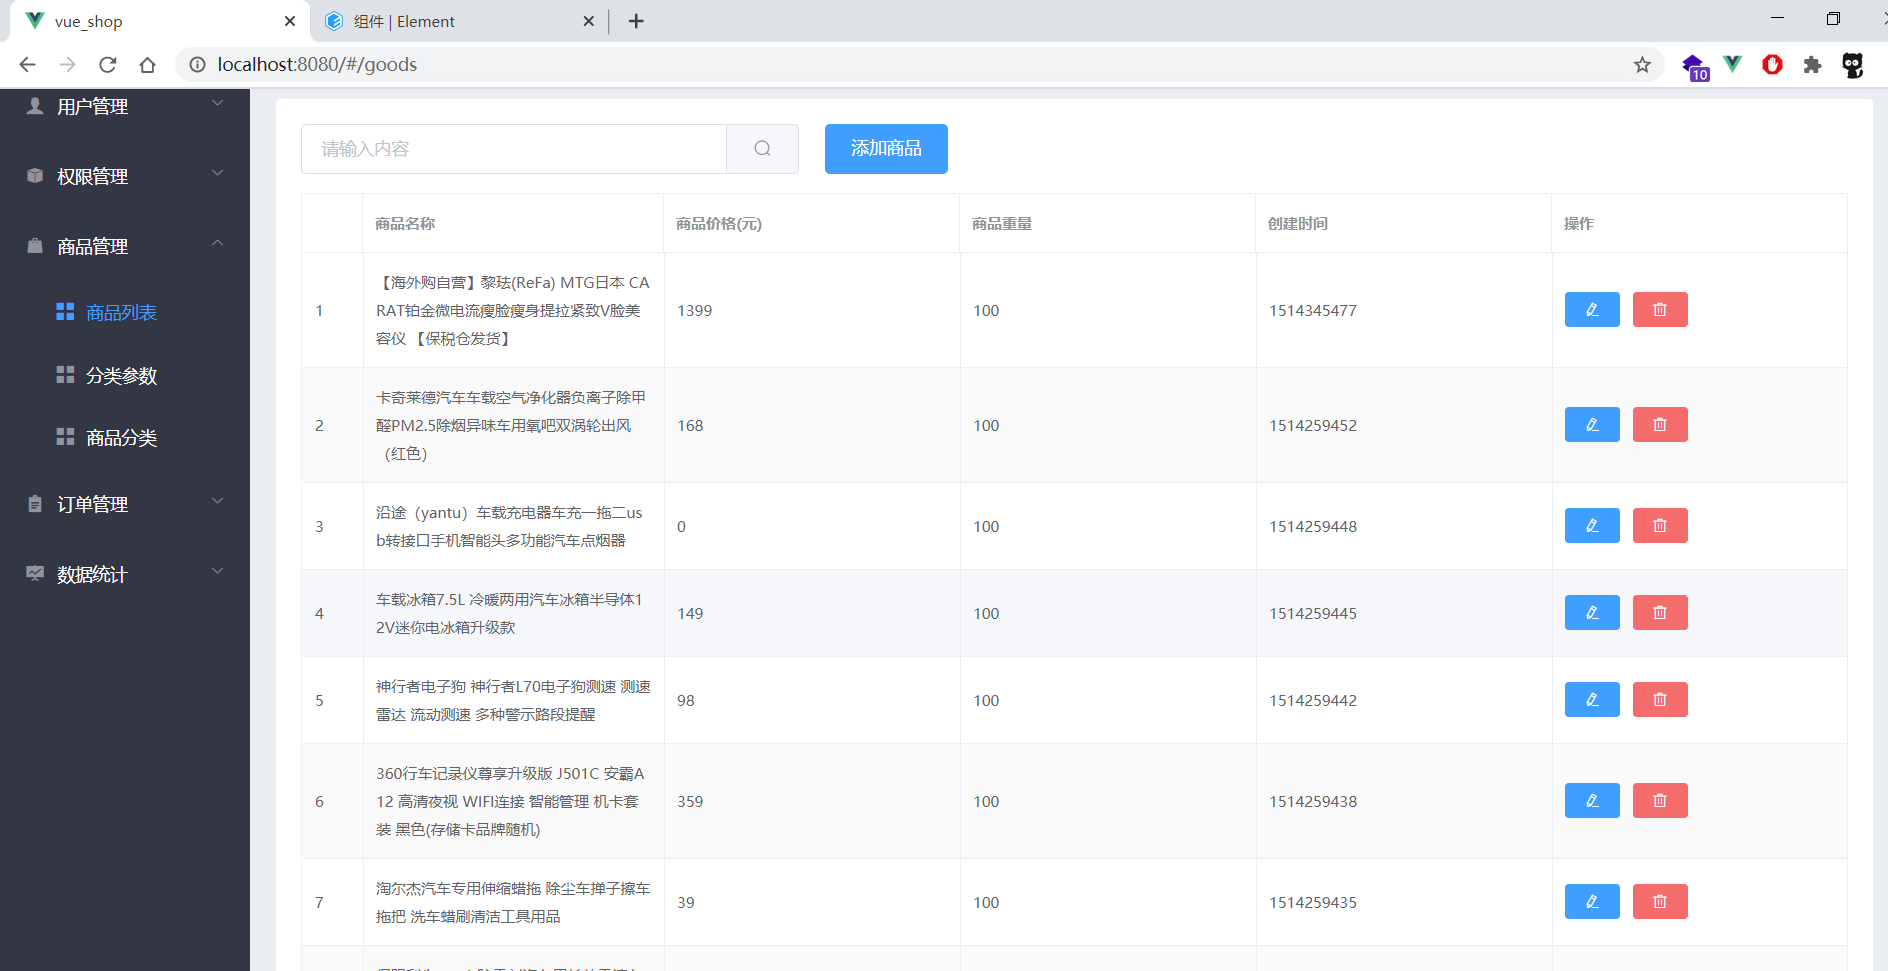 vue_shop
组件 | Element
localhost:8080/#/goods
10
用户管理
权限管理
商品管理
商品列表
分类参数
商品分类
订单管理
数据统计
请输入内容
添加商品
商品名称 商品价格(元) 商品重量 创建时间 操作
【海外购自营】黎珐(ReFa) MTG日本 CA
1 RAT铂金微电流瘦脸瘦身提拉紧致V脸美 1399 100 1514345477
容仪 【保税仓发货】
卡奇莱德汽车车载空气净化器负离子除甲
2 醛PM2.5除烟异味车用氧吧双涡轮出风 168 100 1514259452
（红色）
沿途（yantu）车载充电器车充一拖二us
3 0 100 1514259448
b转接口手机智能头多功能汽车点烟器
车载冰箱7.5L 冷暖两用汽车冰箱半导体1
4 149 100 1514259445
2V迷你电冰箱升级款
神行者电子狗 神行者L70电子狗测速 测速
5 98 100 1514259442
雷达 流动测速 多种警示路段提醒
360行车记录仪尊享升级版 J501C 安霸A
6 12 高清夜视 WIFI连接 智能管理 机卡套 359 100 1514259438
装 黑色(存储卡品牌随机)
淘尔杰汽车专用伸缩蜡拖 除尘车掸子擦车
7 39 100 1514259435
拖把 洗车蜡刷清洁工具用品